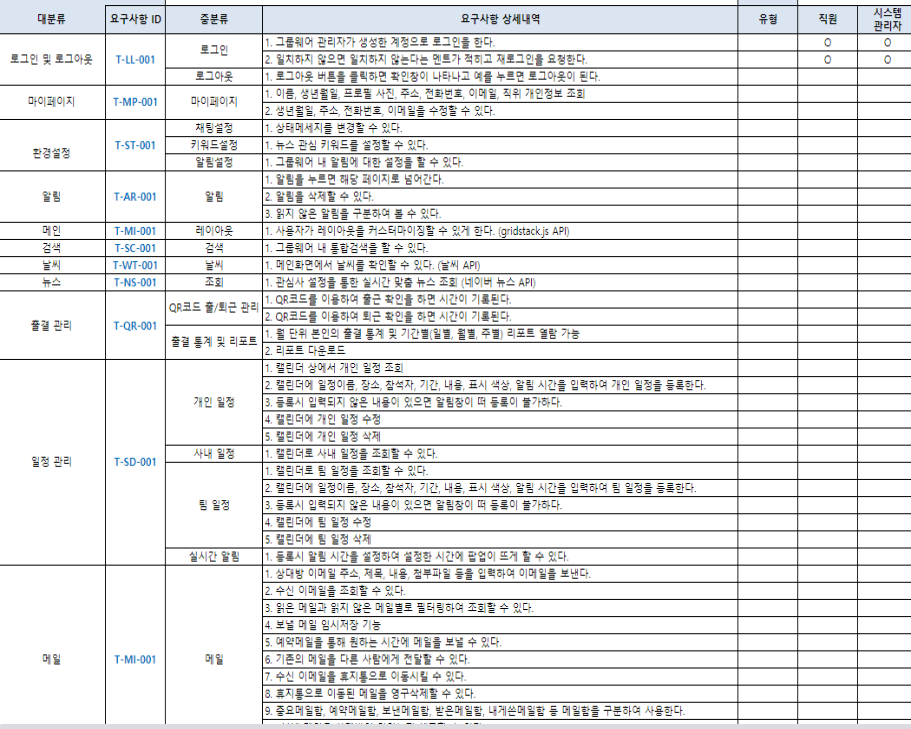 대분류 요구사항 ID 중분류 요구사항 상세내역 유형 직원 시스템 관리자
로그인 및 로그아웃 T-LL-001 로그인 1. 그룹웨어 관리자가 생성한 계정으로 로그인을 한다. O O
2. 일치하지 않으면 일치하지 않는다는 멘트가 적히고 재로그인을 요청한다. O O
로그아웃 1. 로그아웃 버튼을 클릭하면 확인창이 나타나고 예를 누르면 로그아웃이 된다.
마이페이지 T-MP-001 마이페이지 1. 이름, 생년월일, 프로필 사진, 주소, 전화번호, 이메일, 직위 개인정보 조회
2. 생년월일, 주소, 전화번호, 이메일을 수정할 수 있다.
환경설정 T-ST-001 채팅설정 1. 상태메세지를 변경할 수 있다.
키워드설정 1. 뉴스 관심 키워드를 설정할 수 있다.
알림설정 1. 그룹웨어 내 알림에 대한 설정을 할 수 있다.
알림 T-AR-001 알림 1. 알림을 누르면 해당 페이지로 넘어간다.
2. 알림을 삭제할 수 있다.
3. 읽지 않은 알림을 구분하여 볼 수 있다.
메인 T-MI-001 레이아웃 1. 사용자가 레이아웃을 커스터마이징할 수 있게 한다. (gridstack.js API)
검색 T-SC-001 검색 1. 그룹웨어 내 통합검색을 할 수 있다.
날씨 T-WT-001 날씨 1. 메인화면에서 날씨를 확인할 수 있다. (날씨 API)
뉴스 T-NS-001 조회 1. 관심사 설정을 통한 실시간 맞춤 뉴스 조회 (네이버 뉴스 API)
출결 관리 T-QR-001 QR코드 출/퇴근 관리 1. QR코드를 이용하여 출근 확인을 하면 시간이 기록된다.
2. QR코드를 이용하여 퇴근 확인을 하면 시간이 기록된다.
출결 통계 및 리포트 1. 월 단위 본인의 출결 통계 및 기간별(일별, 월별, 주별) 리포트 열람 가능
2. 리포트 다운로드
일정 관리 T-SD-001 개인 일정 1. 캘린더 상에서 개인 일정 조회
2. 캘린더에 일정이름, 장소, 참석자, 기간, 내용, 표시 색상, 알림 시간을 입력하여 개인 일정을 등록한다.
3. 등록시 입력되지 않은 내용이 있으면 알림창이 떠 등록이 불가하다.
4. 캘린더에 개인 일정 수정
5. 캘린더에 개인 일정 삭제
사내 일정 1. 캘린더로 사내 일정을 조회할 수 있다.
팀 일정 1. 캘린더로 팀 일정을 조회할 수 있다.
2. 캘린더에 일정이름, 장소, 참석자, 기간, 내용, 표시 색상, 알림 시간을 입력하여 팀 일정을 등록한다.
3. 등록시 입력되지 않은 내용이 있으면 알림창이 떠 등록이 불가하다.
4. 캘린더에 팀 일정 수정
5. 캘린더에 팀 일정 삭제
실시간 알림 1. 등록시 알림 시간을 설정하여 설정한 시간에 팝업이 뜨게 할 수 있다.
메일 T-MI-001 메일 1. 상대방 이메일 주소, 제목, 내용, 첨부파일 등을 입력하여 이메일을 보낸다.
2. 수신 이메일을 조회할 수 있다.
3. 읽은 메일과 읽지 않은 메일별로 필터링하여 조회할 수 있다.
4. 보낼 메일 임시저장 기능
5. 예약메일을 통해 원하는 시간에 메일을 보낼 수 있다.
6. 기존의 메일을 다른 사람에게 전달할 수 있다.
7. 수신 이메일을 휴지통으로 이동시킬 수 있다.
8. 휴지통으로 이동된 메일을 영구삭제할 수 있다.
9. 중요메일함, 예약메일함, 보낸메일함, 받은메일함, 내게쓴메일함 등 메일함을 구분하여 사용한다.